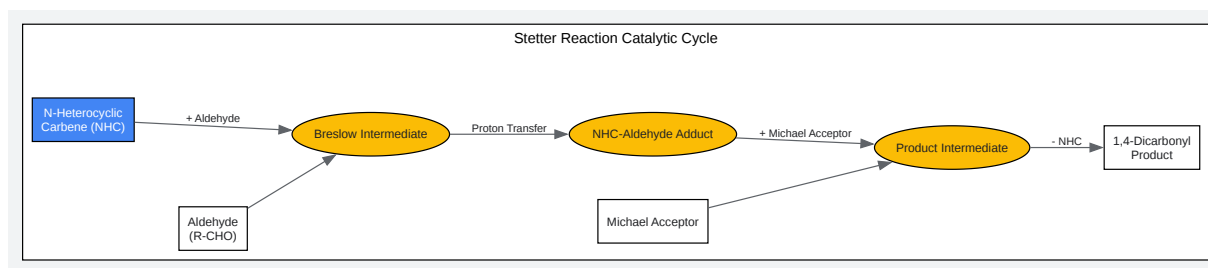 Stetter Reaction Catalytic Cycle
N-Heterocyclic
Carbene (NHC)
+ Aldehyde
Breslow Intermediate
Proton Transfer
NHC-Aldehyde Adduct
+ Michael Acceptor
Product Intermediate
- NHC
1,4-Dicarbonyl
Product
Aldehyde
(R-CHO)
Michael Acceptor